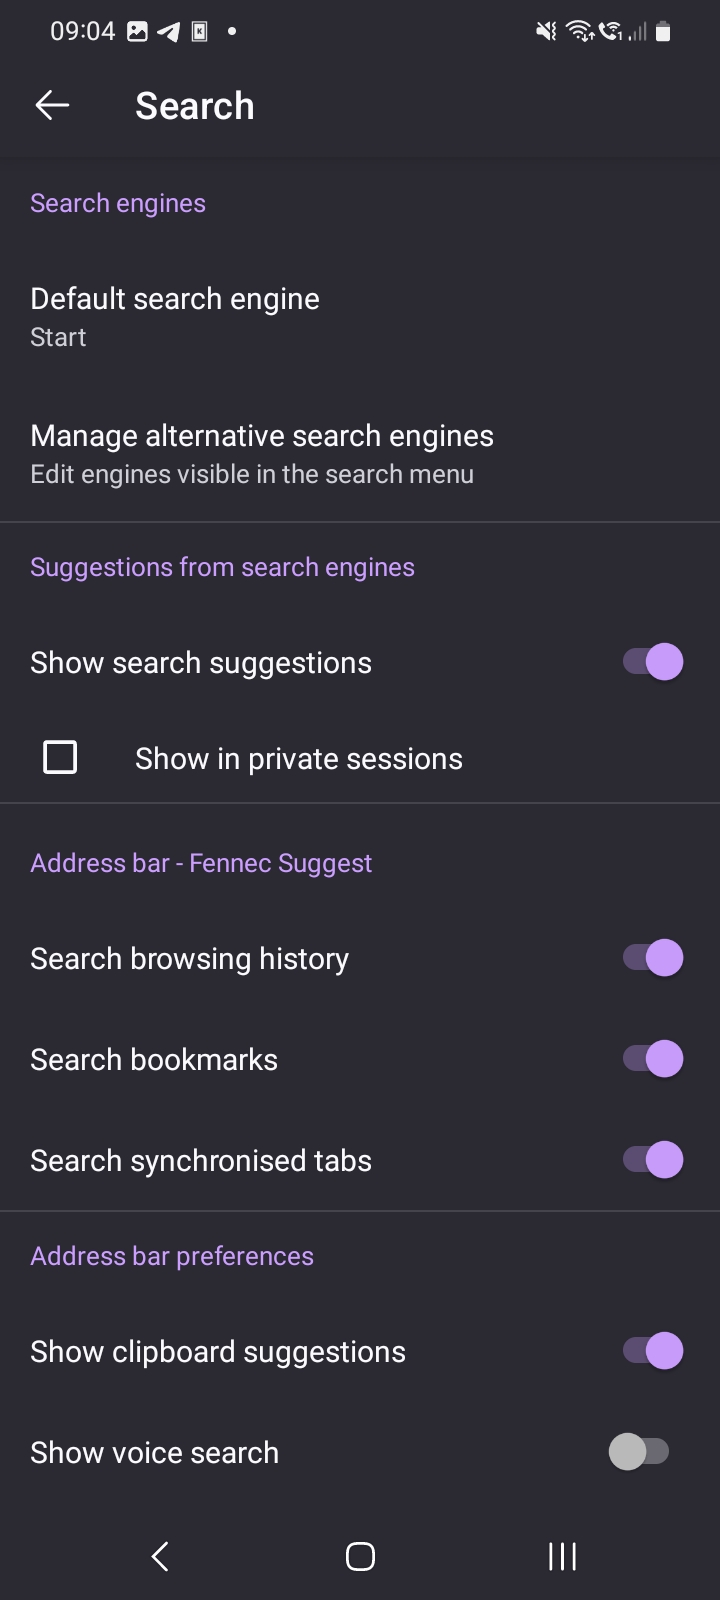 09:04
Search
Search engines
Default search engine
Start
Manage alternative search engines
Edit engines visible in the search menu
Suggestions from search engines
Show search suggestions
Show in private sessions
Address bar - Fennec Suggest
Search browsing history
Search bookmarks
Search synchronised tabs
Address bar preferences
Show clipboard suggestions
Show voice search